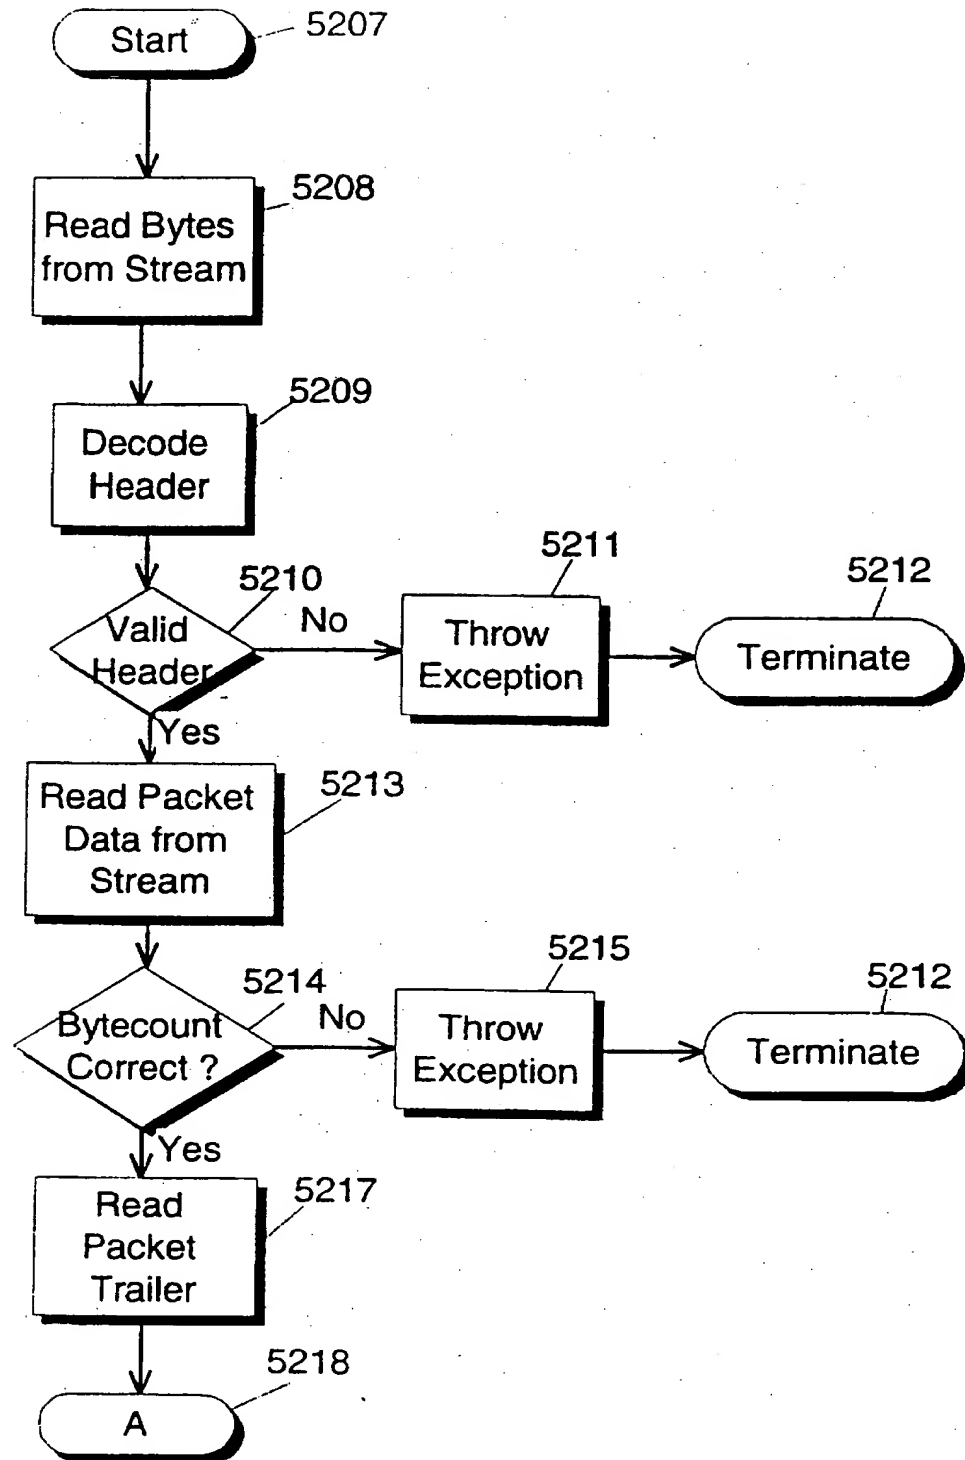 Start
5207
5208
Read Bytes
from Stream
5209
Decode
Header
5210
Valid
Header
No
5211
Throw
Exception
5212
Terminate
Yes
5213
Read Packet
Data from
Stream
5214
Bytecount
Correct ?
No
5215
Throw
Exception
5212
Terminate
Yes
5217
Read
Packet
Trailer
5218
A